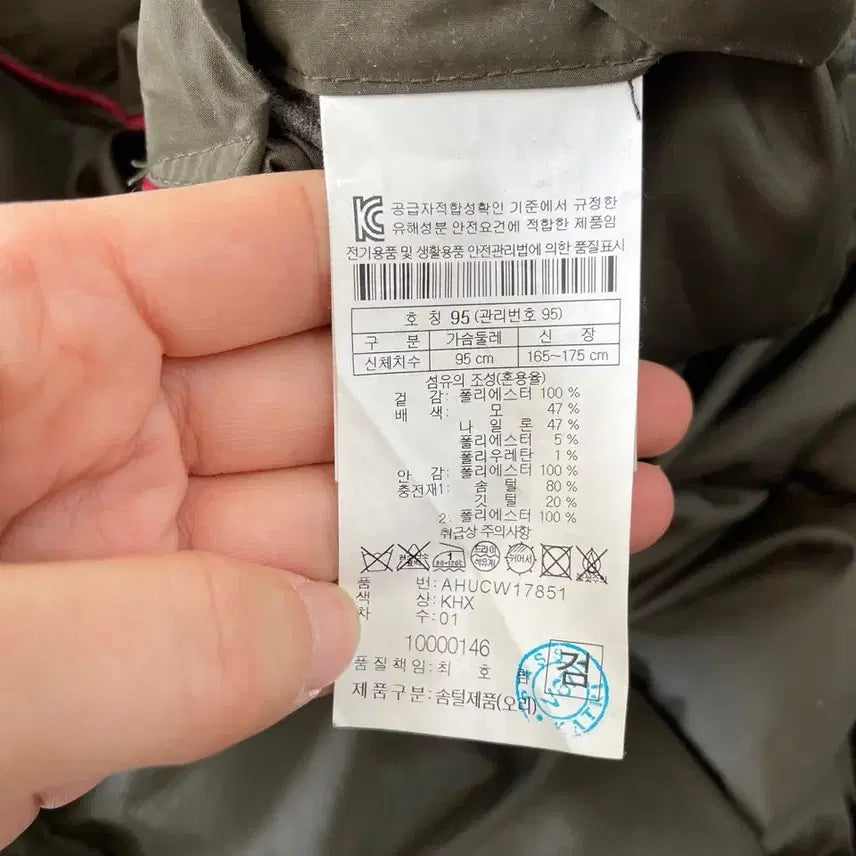 공급자적합성확인 기준에서 규정한
유해성분 안전요건에 적합한 제품임
전기용품 및 생활용품 안전관리법에 의한 품질표시
호 칭 95 (관리번호 95)
구 분 가슴둘레 신 장
신체치수 95 cm 165~175 cm
섬유의 조성(혼용율)
겉 감: 폴리에스터 100 %
배 색: 모 47 %
나 일 론 47 %
폴리에스터 5 %
폴리우레탄 1 %
안 감: 폴리에스터 100 %
충전재1: 솜 털 80 %
깃 털 20 %
2: 폴리에스터 100 %
취급상 주의사항
1 80~120℃ 드라이 석유계
품 번: AHUCW17851
색 상: KHX
차 수: 01
10000146
품질책임: 최 호
검
제품구분: 솜털제품(오리)